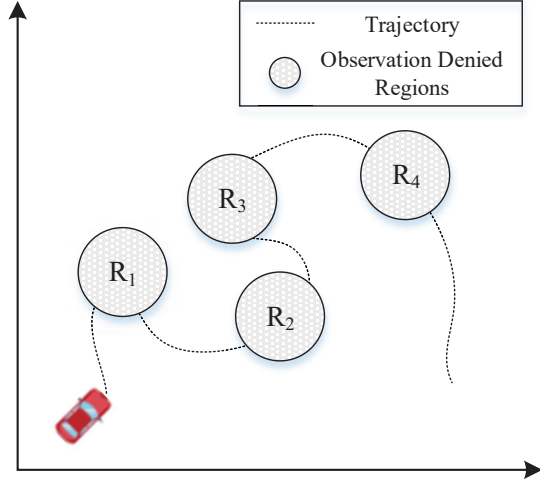 Trajectory
Observation Denied
Regions
R₃
R₄
R₁
R₂